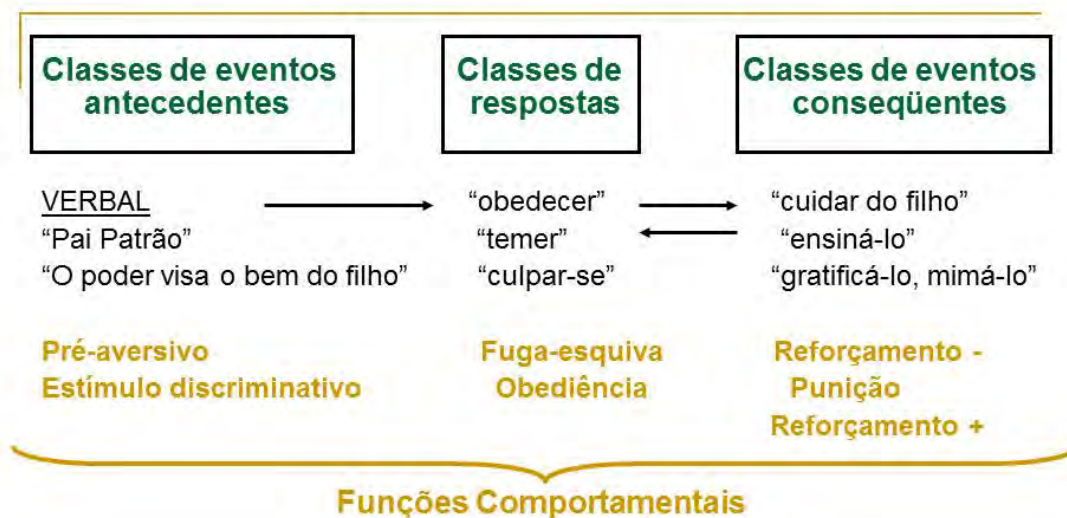 Classes de eventos
antecedentes
Classes de
respostas
Classes de eventos
conseqüentes
VERBAL
“Pai Patrão”
“O poder visa o bem do filho”
“obedecer”
“temer”
“culpar-se”
“cuidar do filho”
“ensiná-lo”
“gratificá-lo, mimá-lo”
Pré-aversivo
Estímulo discriminativo
Fuga-esquiva
Obediência
Reforçamento -
Punição
Reforçamento +
Funções Comportamentais